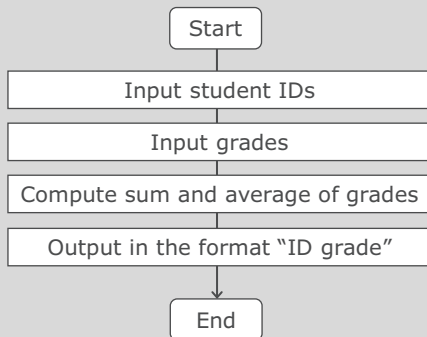 Start
Input student IDs
Input grades
Compute sum and average of grades
Output in the format “ID grade”
End